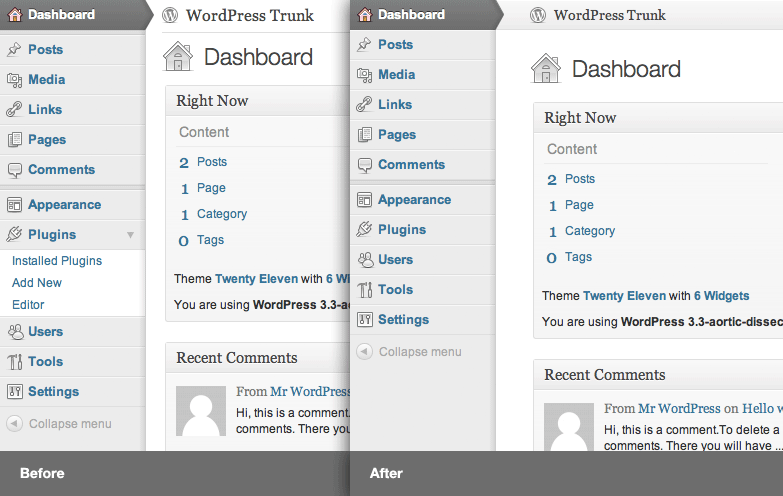 Dashboard
Posts
Media
Links
Pages
Comments
Appearance
Plugins
Installed Plugins
Add New
Editor
Users
Tools
Settings
Collapse menu
WordPress Trunk
Dashboard
Right Now
Content
2 Posts
1 Page
1 Category
0 Tags
Theme Twenty Eleven with 6 Wi
You are using WordPress 3.3-ao
Recent Comments
From Mr WordPress
Hi, this is a comment.
comments. There you
Before
Dashboard
Posts
Media
Links
Pages
Comments
Appearance
Plugins
Users
Tools
Settings
Collapse menu
WordPress Trunk
Dashboard
Right Now
Content
2 Posts
1 Page
1 Category
0 Tags
Theme Twenty Eleven with 6 Widgets
You are using WordPress 3.3-aortic-dissec
Recent Comments
From Mr WordPress on Hello w
Hi, this is a comment.To delete a
comments. There you will have ...
After